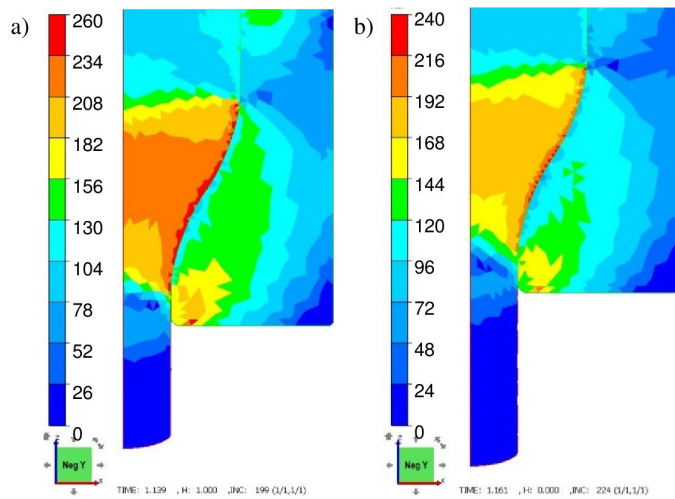 a)
260
234
208
182
156
130
104
78
52
26
0
z
Neg Y
x
TIME: 1.139 , H: 1.000 ,INC: 199 (1/1,1/1)
b)
240
216
192
168
144
120
96
72
48
24
0
z
Neg Y
x
TIME: 1.161 , H: 0.000 ,INC: 224 (1/1,1/1)